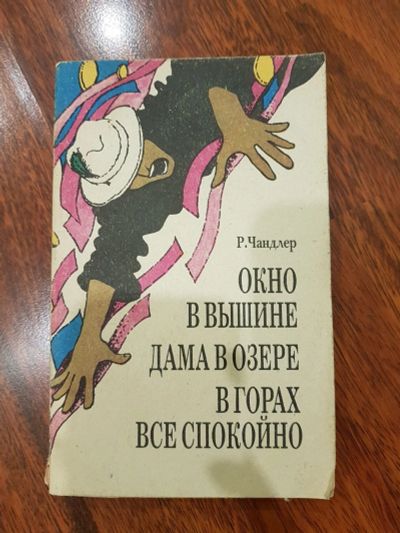 Р.Чандлер
ОКНО
В ВЫШИНЕ
ДАМА В ОЗЕРЕ
В ГОРАХ
ВСЕ СПОКОЙНО